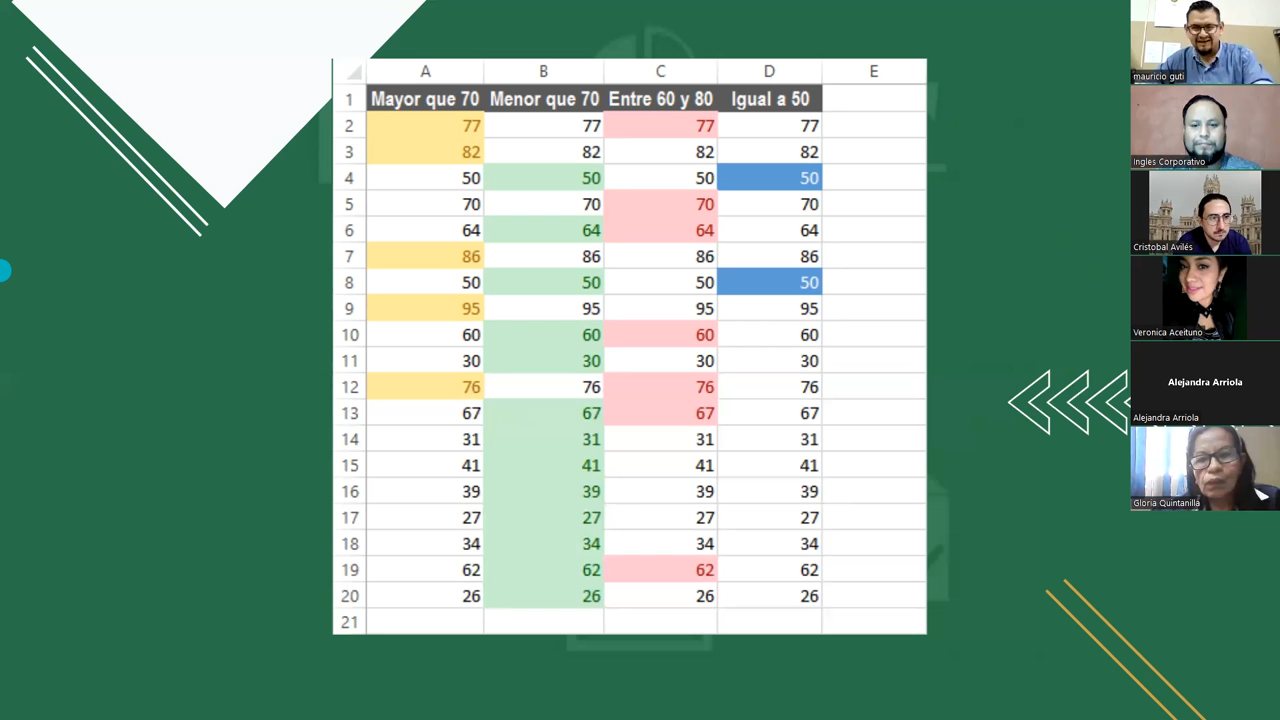 A B C D E
1 Mayor que 70 Menor que 70 Entre 60 y 80 Igual a 50
2 77 77 77 77
3 82 82 82 82
4 50 50 50 50
5 70 70 70 70
6 64 64 64 64
7 86 86 86 86
8 50 50 50 50
9 95 95 95 95
10 60 60 60 60
11 30 30 30 30
12 76 76 76 76
13 67 67 67 67
14 31 31 31 31
15 41 41 41 41
16 39 39 39 39
17 27 27 27 27
18 34 34 34 34
19 62 62 62 62
20 26 26 26 26
21
mauricio guti
Ingles Corporativo
Cristobal Avilés
Veronica Aceituno
Alejandra Arriola
Alejandra Arriola
Gloria Quintanilla